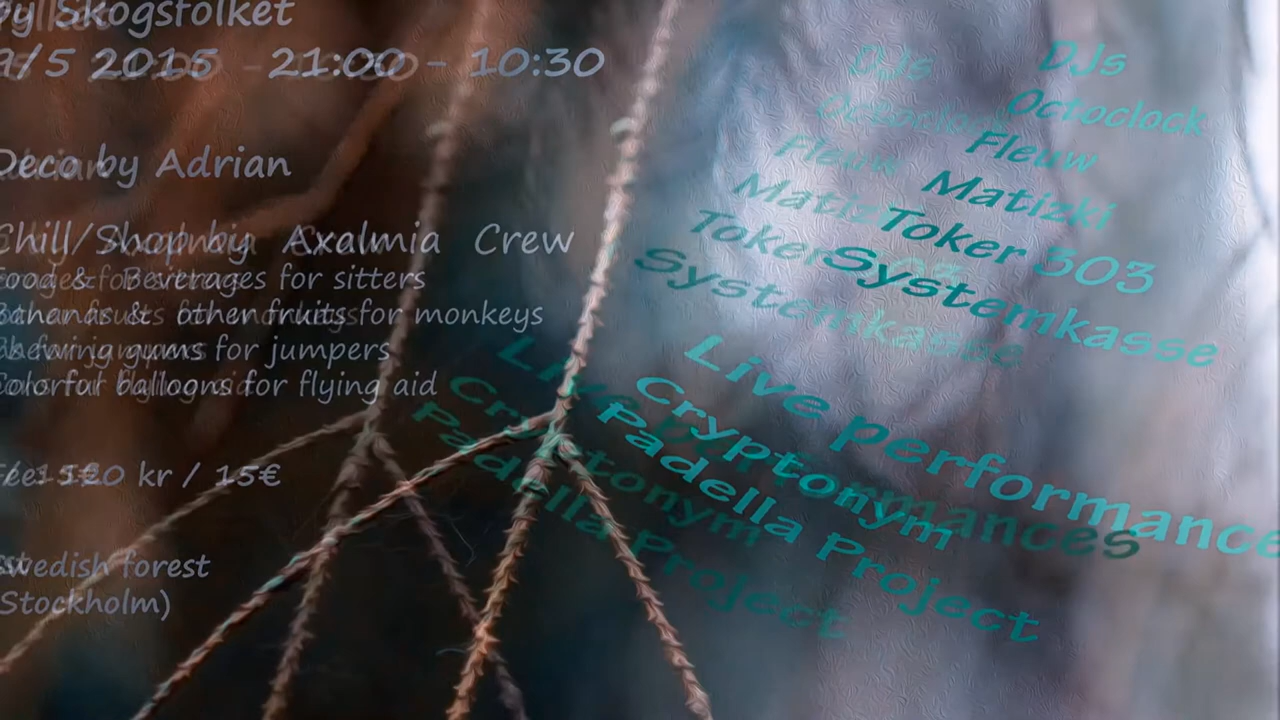 by Skogsfolket
9/5 2015 - 21:00 - 10:30
Deco by Adrian
Chill/Shop by Axalmia Crew
Food & Beverages for sitters
Bananas & other fruits for monkeys
Chewing gums for jumpers
Colorful balloons for flying aid
Fee: 120 kr / 15€
Swedish forest
(Stockholm)
DJs
Octoclock
Fleuw
Matizki
Toker 303
Systemkasse
Live performances
Cryptonym
Padella Project